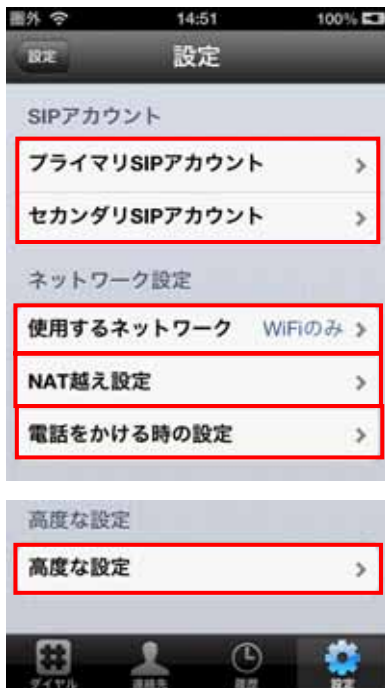 圏外 14:51 100%
設定 設定
SIPアカウント
プライマリSIPアカウント
セカンダリSIPアカウント
ネットワーク設定
使用するネットワーク WiFiのみ
NAT越え設定
電話をかける時の設定
高度な設定
高度な設定
ダイヤル 連絡先 履歴 設定